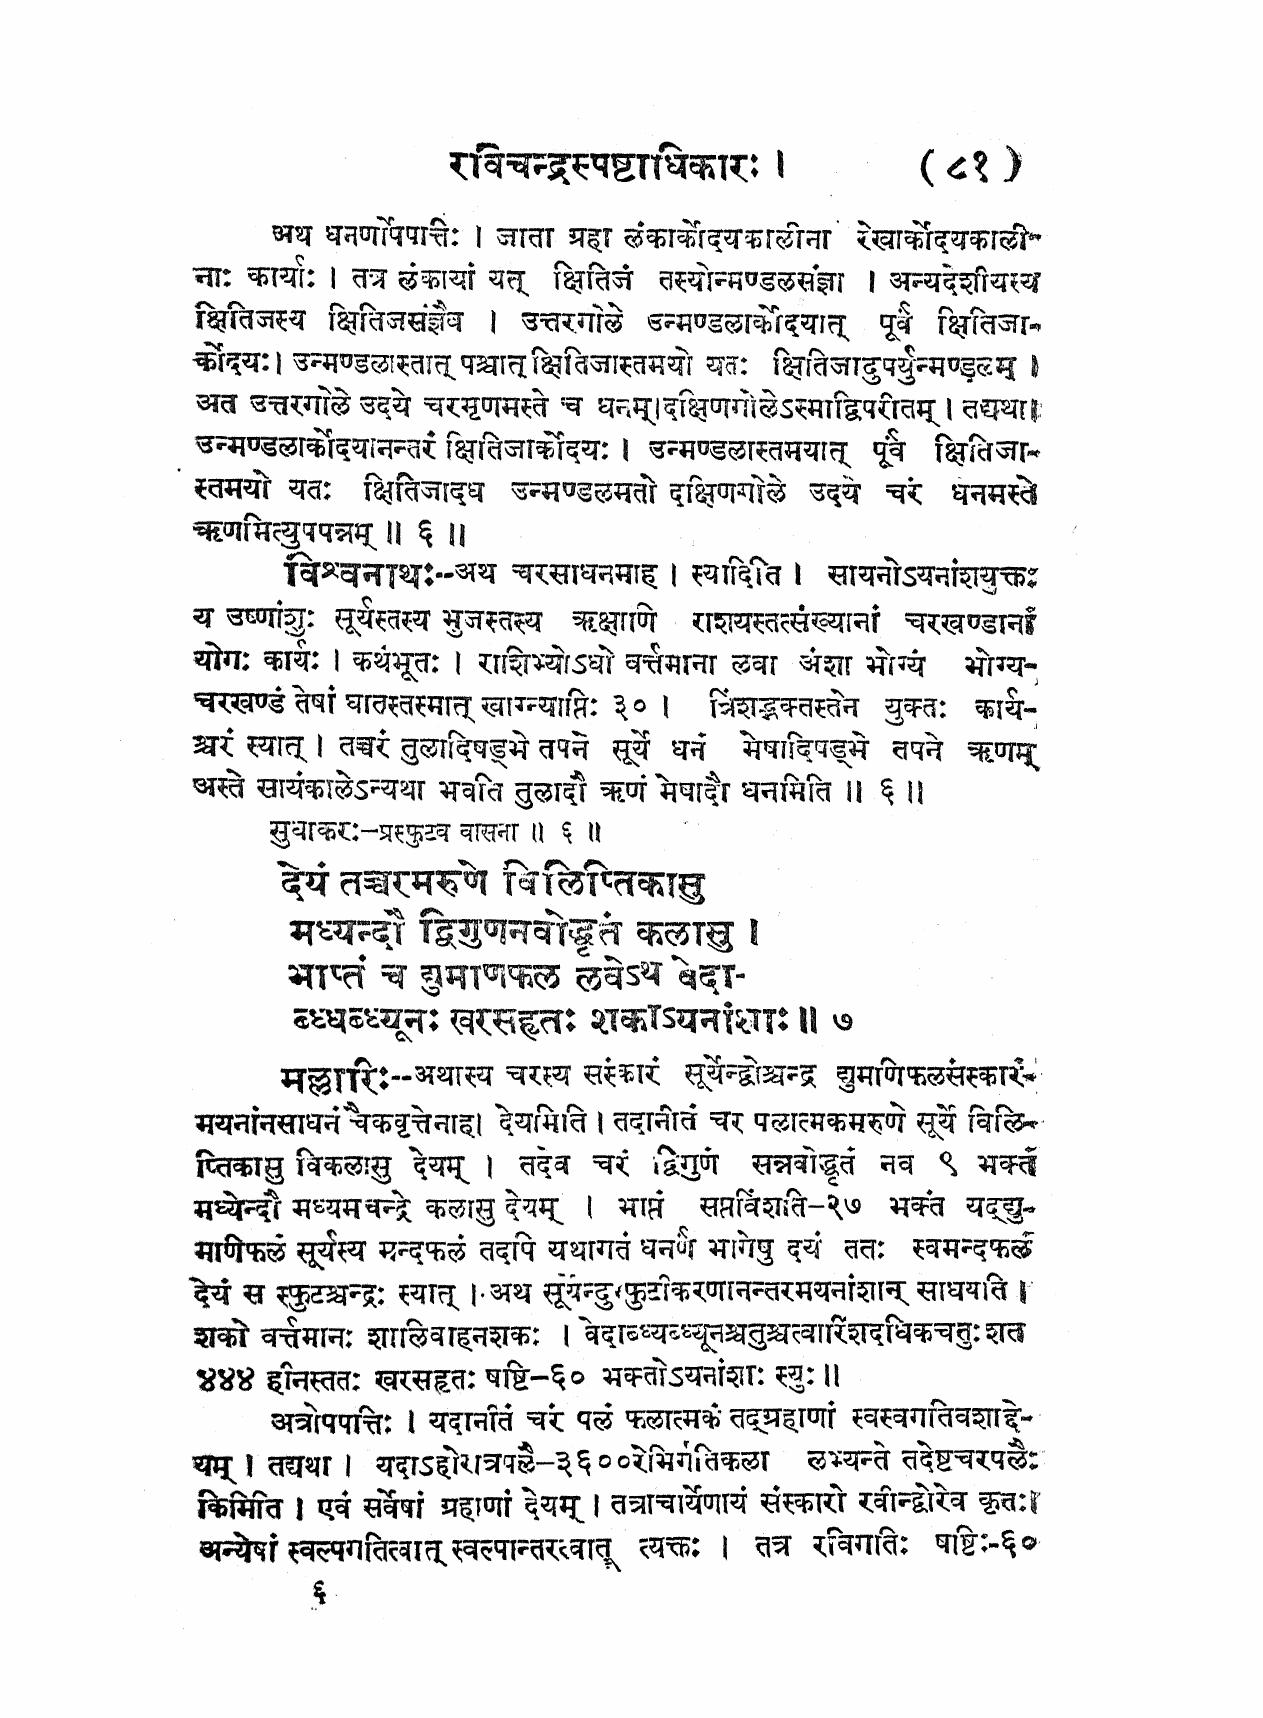 रविचन्द्रस्पष्टाधिकारः । (८१)
अथ धनर्णोपपत्तिः । जाता ग्रहा लंकार्कोदयकालीना रेखार्कोदयकाली-
नाः कार्याः । तत्र लंकायां यत् क्षितिजं तस्योन्मण्डलसंज्ञा । अन्यदेशीयस्य
क्षितिजस्य क्षितिजसंज्ञैव । उत्तरगोले उन्मण्डलार्कोदयात् पूर्वं क्षितिजा-
र्कोदयः। उन्मण्डलास्तात् पश्चात् क्षितिजास्तमयो यतः क्षितिजादुपर्युन्मण्डलम् ।
अत उत्तरगोले उदये चरमृणमस्ते च धनम्।दक्षिणगोलेऽस्माद्विपरीतम् । तद्यथा।
उन्मण्डलार्कोदयानन्तरं क्षितिजार्कोदयः । उन्मण्डलास्तमयात् पूर्वं क्षितिजा-
स्तमयो यतः क्षितिजादध उन्मण्डलमतो दक्षिणगोले उदये चरं धनमस्ते
ऋणमित्युपपन्नम् ॥ ६ ॥
विश्वनाथः--अथ चरसाधनमाह । स्यादिति । सायनोऽयनांशयुक्तः
य उष्णांशुः सूर्यस्तस्य भुजस्तस्य ऋक्षाणि राशयस्तत्संख्यानां चरखण्डानां
योगः कार्यः । कथंभूतः । राशिभ्योऽधो वर्त्तमाना लवा अंशा भोग्यं भोग्य-
चरखण्डं तेषां घातस्तस्मात् खाग्न्याप्तिः ३० । त्रिंशद्भक्तस्तेन युक्तः कार्य-
श्चरं स्यात् । तच्चरं तुलादिषड्भे तपने सूर्ये धनं मेषादिषड्भे तपने ऋणम्
अस्ते सायंकालेऽन्यथा भवति तुलादौ ऋणं मेषादौ धनमिति ॥ ६ ॥
सुधाकरः-प्रस्फुटैव वासना ॥ ६ ॥
देयं तच्चरमरुणे विलिप्तिकासु
मध्यन्दौ द्विगुणनवोद्धृतं कलासु ।
भाप्तं च द्युमाणफल लवेऽथ वेदा-
ब्ध्यब्ध्यूनः खरसहृतः शकोऽयनांशाः ॥ ७
मल्लारिः--अथास्य चरस्य सस्कारं सूर्येन्द्वोश्चन्द्र द्युमणिफलसंस्कारं-
मयनांनसाधनं चैकवृत्तेनाह। देयमिति । तदानीतं चर पलात्मकमरुणे सूर्ये विलि-
प्तिकासु विकलासु देयम् । तदेव चरं द्विगुणं सन्नवोद्धृतं नव ९ भक्तं
मध्येन्दौ मध्यमचन्द्रे कलासु देयम् । भाप्तं सप्तविंशति-२७ भक्तं यद्द्यु-
माणिफलं सूर्यस्य मन्दफलं तदपि यथागतं धनर्णं भागेषु दयं ततः स्वमन्दफलं
देयं स स्फुटश्चन्द्रः स्यात् । अथ सूर्येन्दु फुटीकरणानन्तरमयनांशान् साधयति ।
शको वर्त्तमानः शालिवाहनशकः । वेदाब्ध्यब्ध्यूनश्चतुश्चत्वारिंशदधिकचतुःशत
४४४ हीनस्ततः खरसहृतः षष्टि-६० भक्तोऽयनांशाः स्युः॥
अत्रोपपत्तिः । यदानीतं चरं पलं फलात्मकं तद्ग्रहाणां स्वस्वगतिवशाद्दे-
यम् । तद्यथा । यदाऽहोरात्रपलै-३६००रेभिर्गतिकला लभ्यन्ते तदेष्टचरपलैः
किमिति । एवं सर्वेषां ग्रहाणां देयम् । तत्राचार्येणायं संस्कारो रवीन्द्वोरेव कृतः।
अन्येषां स्वल्पगतित्वात् स्वल्पान्तरत्वात् त्यक्तः । तत्र रविगतिः षष्टिः-६०
६